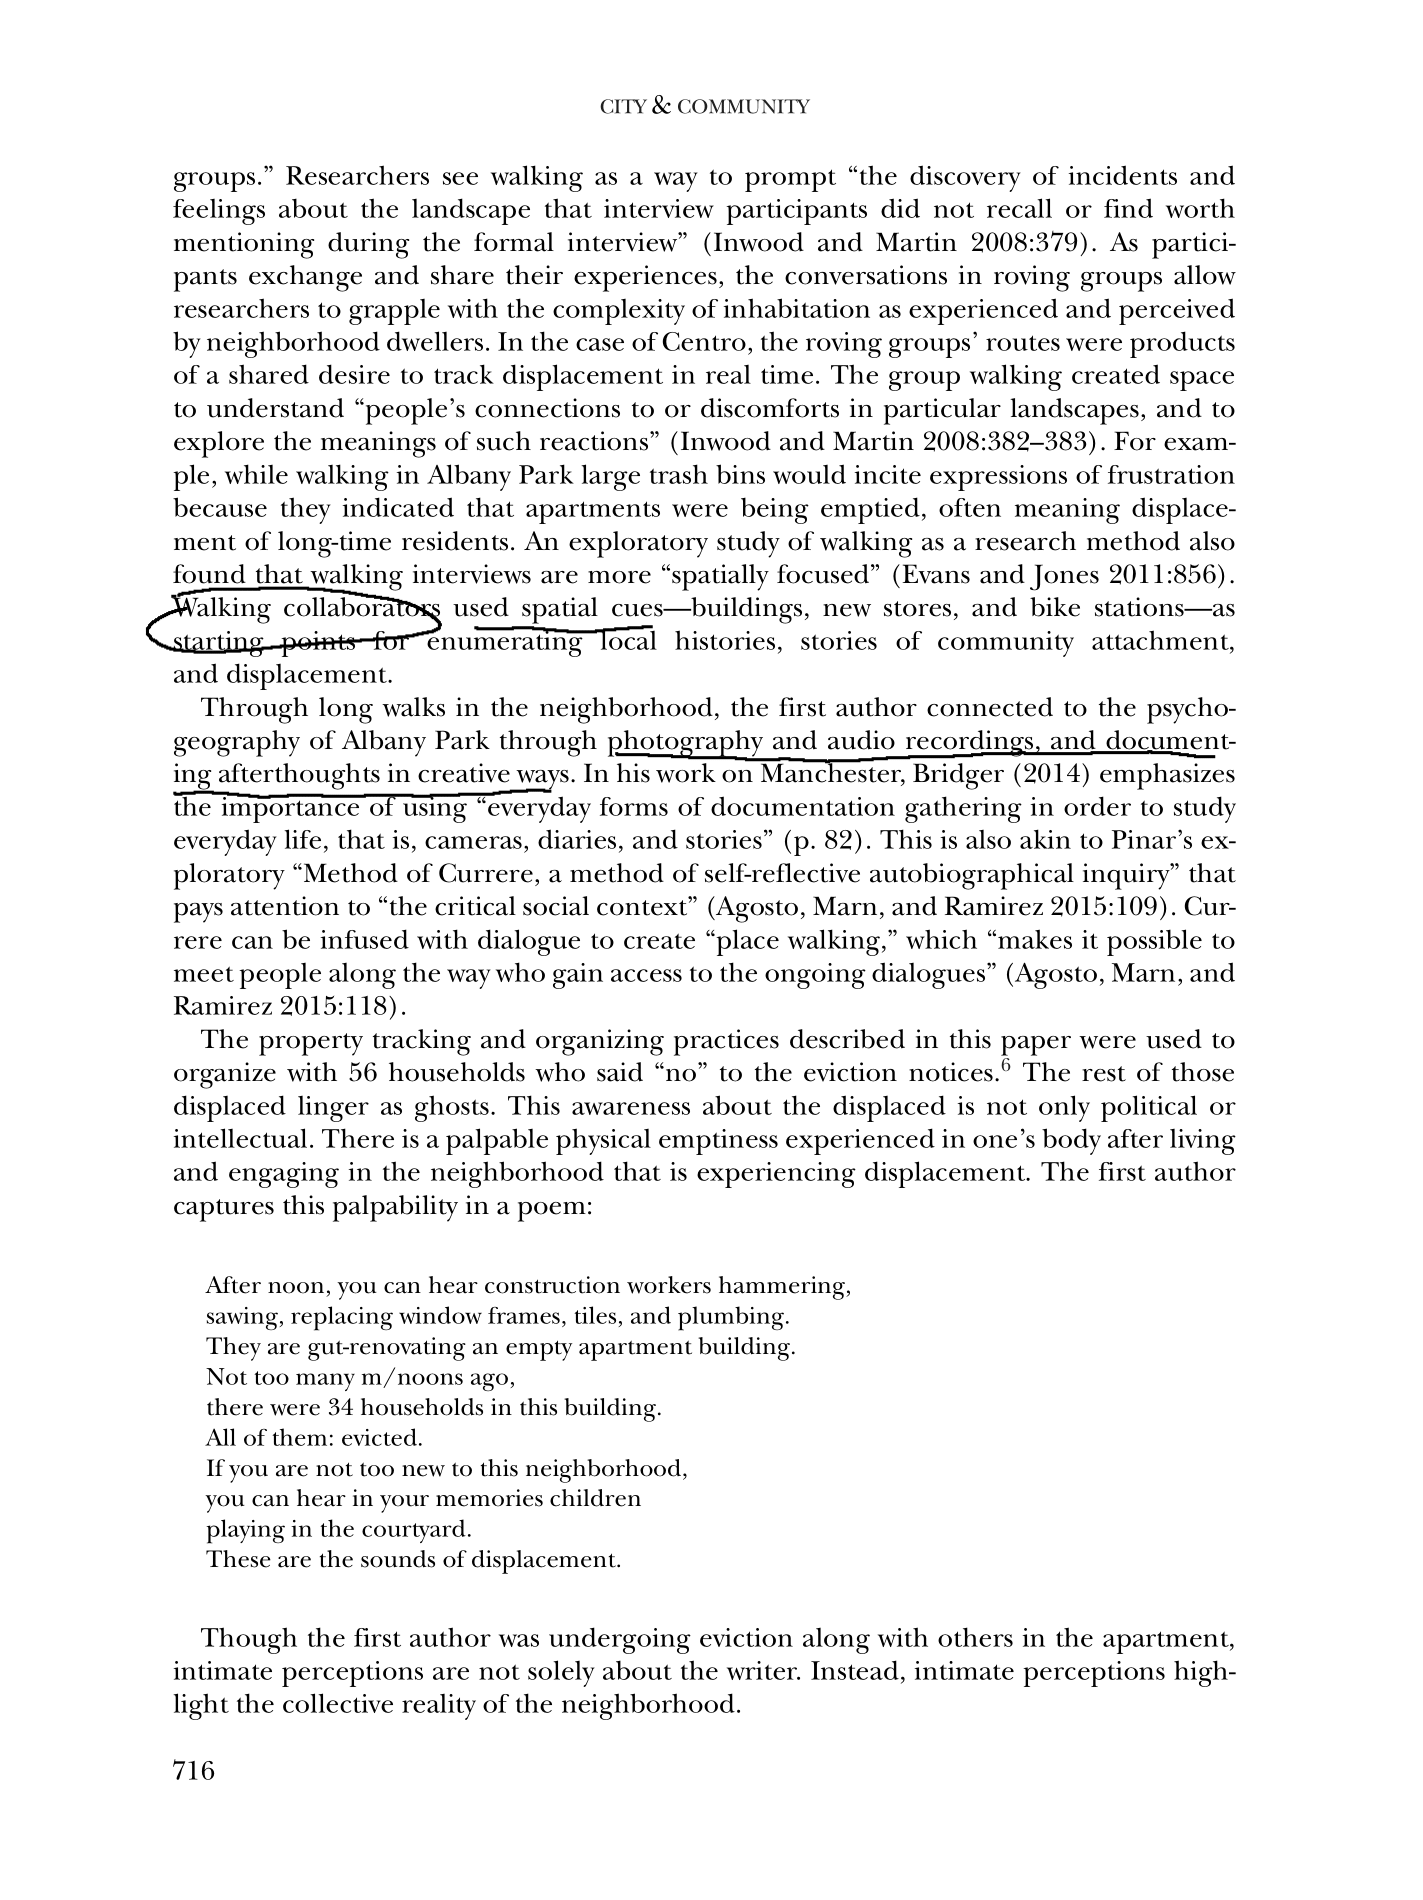 CITY & COMMUNITY
groups.” Researchers see walking as a way to prompt “the discovery of incidents and
feelings about the landscape that interview participants did not recall or find worth
mentioning during the formal interview” (Inwood and Martin 2008:379). As partici-
pants exchange and share their experiences, the conversations in roving groups allow
researchers to grapple with the complexity of inhabitation as experienced and perceived
by neighborhood dwellers. In the case of Centro, the roving groups’ routes were products
of a shared desire to track displacement in real time. The group walking created space
to understand “people’s connections to or discomforts in particular landscapes, and to
explore the meanings of such reactions” (Inwood and Martin 2008:382–383). For exam-
ple, while walking in Albany Park large trash bins would incite expressions of frustration
because they indicated that apartments were being emptied, often meaning displace-
ment of long-time residents. An exploratory study of walking as a research method also
found that walking interviews are more “spatially focused” (Evans and Jones 2011:856).
Walking collaborators used spatial cues—buildings, new stores, and bike stations—as
starting points for enumerating local histories, stories of community attachment,
and displacement.
Through long walks in the neighborhood, the first author connected to the psycho-
geography of Albany Park through photography and audio recordings, and document-
ing afterthoughts in creative ways. In his work on Manchester, Bridger (2014) emphasizes
the importance of using “everyday forms of documentation gathering in order to study
everyday life, that is, cameras, diaries, and stories” (p. 82). This is also akin to Pinar’s ex-
ploratory “Method of Currere, a method of self-reflective autobiographical inquiry” that
pays attention to “the critical social context” (Agosto, Marn, and Ramirez 2015:109). Cur-
rere can be infused with dialogue to create “place walking,” which “makes it possible to
meet people along the way who gain access to the ongoing dialogues” (Agosto, Marn, and
Ramirez 2015:118).
The property tracking and organizing practices described in this paper were used to
organize with 56 households who said “no” to the eviction notices.6 The rest of those
displaced linger as ghosts. This awareness about the displaced is not only political or
intellectual. There is a palpable physical emptiness experienced in one’s body after living
and engaging in the neighborhood that is experiencing displacement. The first author
captures this palpability in a poem:
After noon, you can hear construction workers hammering,
sawing, replacing window frames, tiles, and plumbing.
They are gut-renovating an empty apartment building.
Not too many m/noons ago,
there were 34 households in this building.
All of them: evicted.
If you are not too new to this neighborhood,
you can hear in your memories children
playing in the courtyard.
These are the sounds of displacement.
Though the first author was undergoing eviction along with others in the apartment,
intimate perceptions are not solely about the writer. Instead, intimate perceptions high-
light the collective reality of the neighborhood.
716